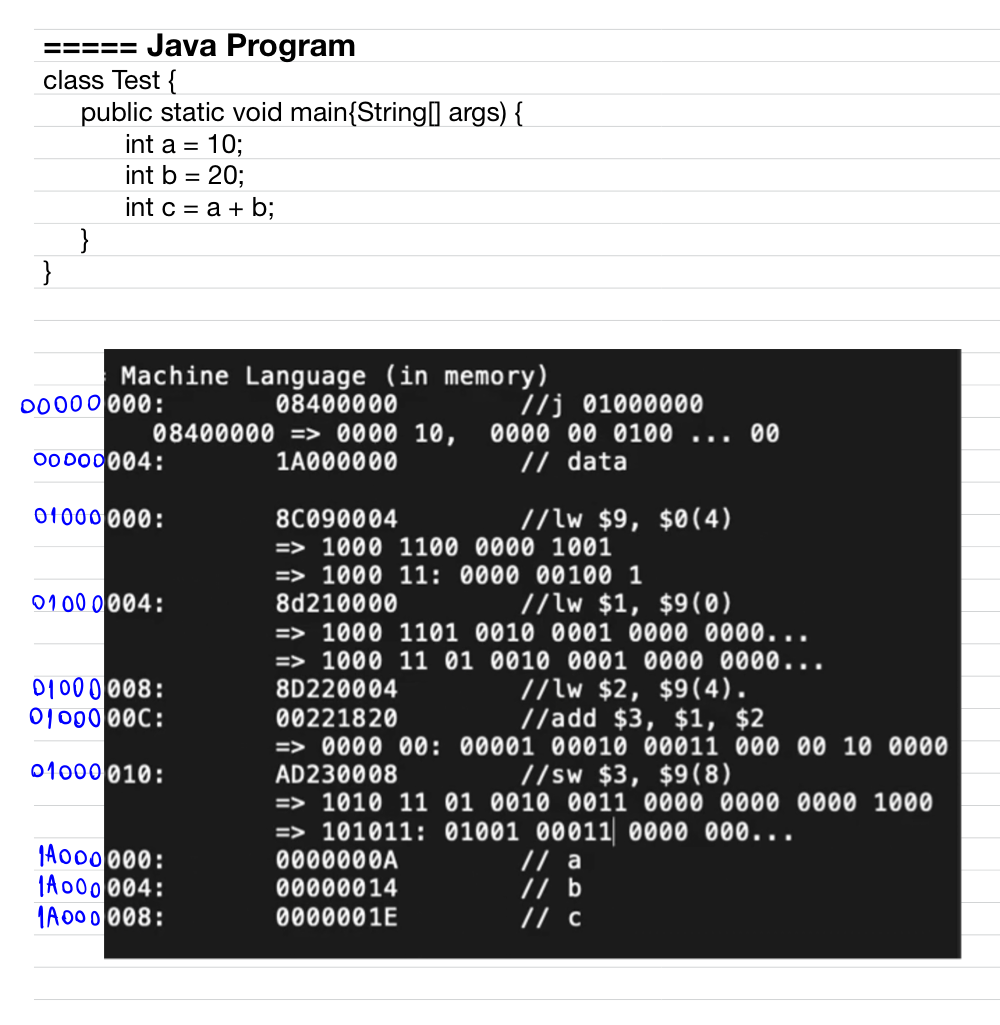 ===== Java Program
class Test {
public static void main{String[] args) {
int a = 10;
int b = 20;
int c = a + b;
}
}
Machine Language (in memory)
00000000: 08400000 //j 01000000
08400000 => 0000 10, 0000 00 0100 ... 00
00000004: 1A000000 // data
01000000: 8C090004 //lw $9, $0(4)
=> 1000 1100 0000 1001
=> 1000 11: 0000 00100 1
01000004: 8d210000 //lw $1, $9(0)
=> 1000 1101 0010 0001 0000 0000...
=> 1000 11 01 0010 0001 0000 0000...
01000008: 8D220004 //lw $2, $9(4).
0100000C: 00221820 //add $3, $1, $2
=> 0000 00: 00001 00010 00011 000 00 10 0000
01000010: AD230008 //sw $3, $9(8)
=> 1010 11 01 0010 0011 0000 0000 0000 1000
=> 101011: 01001 00011 0000 000...
1A000000: 0000000A // a
1A000004: 00000014 // b
1A000008: 0000001E // c